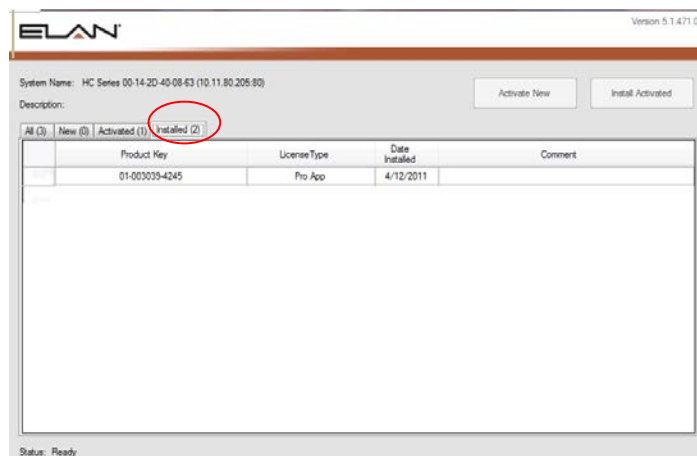 ELAN
Version 5.1.471.0
System Name: HC Series 00-14-2D-40-08-63 (10.11.80.205:80)
Description:
Activate New
Install Activated
All (3) New (0) Activated (1) Installed (2)
Product Key License Type Date Installed Comment
01-003039-4245 Pro App 4/12/2011
Status: Ready